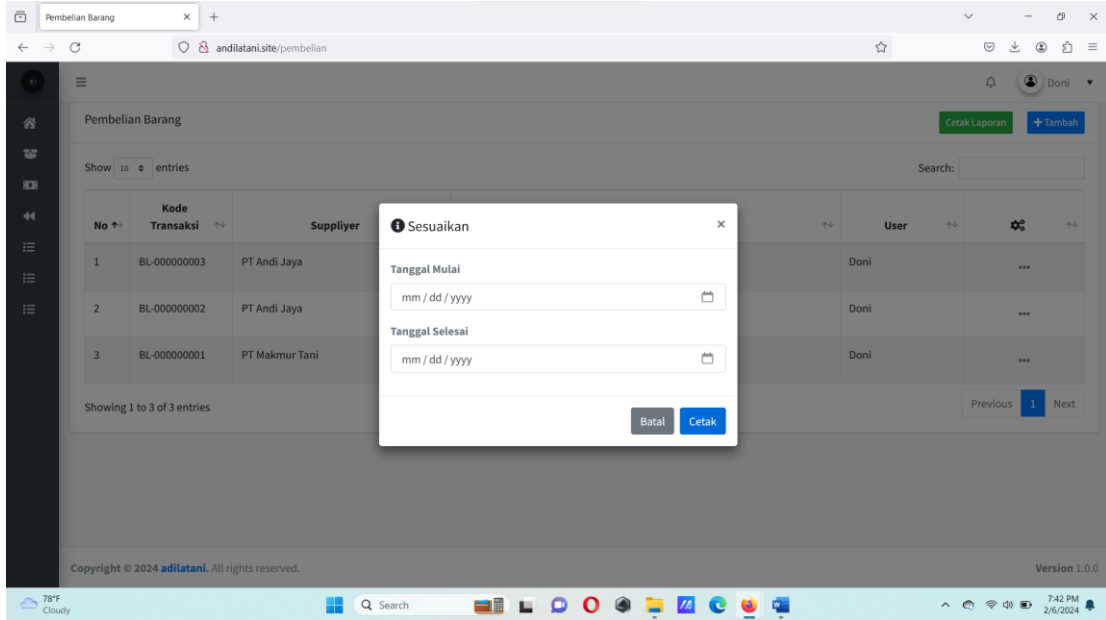 Pembelian Barang
andilatani.site/pembelian
Doni
Pembelian Barang
Cetak Laporan
+ Tambah
Show 10 entries
Search:
No
Kode Transaksi
Suppliyer
User
1 BL-000000003 PT Andi Jaya Doni
2 BL-000000002 PT Andi Jaya Doni
3 BL-000000001 PT Makmur Tani Doni
Showing 1 to 3 of 3 entries
Previous 1 Next
Sesuaikan
Tanggal Mulai
mm / dd / yyyy
Tanggal Selesai
mm / dd / yyyy
Batal Cetak
Copyright © 2024 adilatani. All rights reserved.
Version 1.0.0
78°F
Cloudy
Search
7:42 PM
2/6/2024